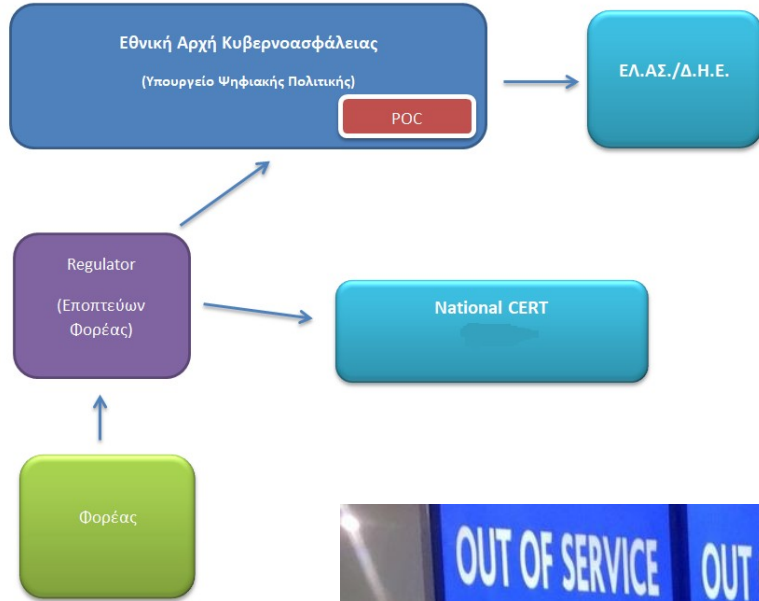 Εθνική Αρχή Κυβερνοασφάλειας
(Υπουργείο Ψηφιακής Πολιτικής)
POC
ΕΛ.ΑΣ./Δ.Η.Ε.
Regulator
(Εποπτεύων
Φορέας)
National CERT
Φορέας
OUT OF SERVICE
OUT